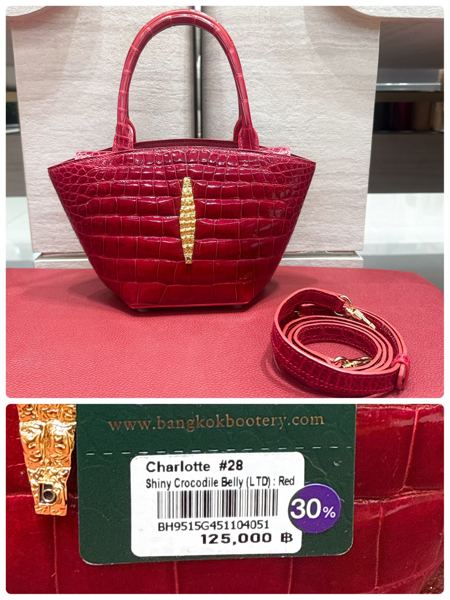 www.bangkokbootery.com
Charlotte #28
Shiny Crocodile Belly (LTD) : Red
BH9515G451104051
125,000 ฿
30%
b